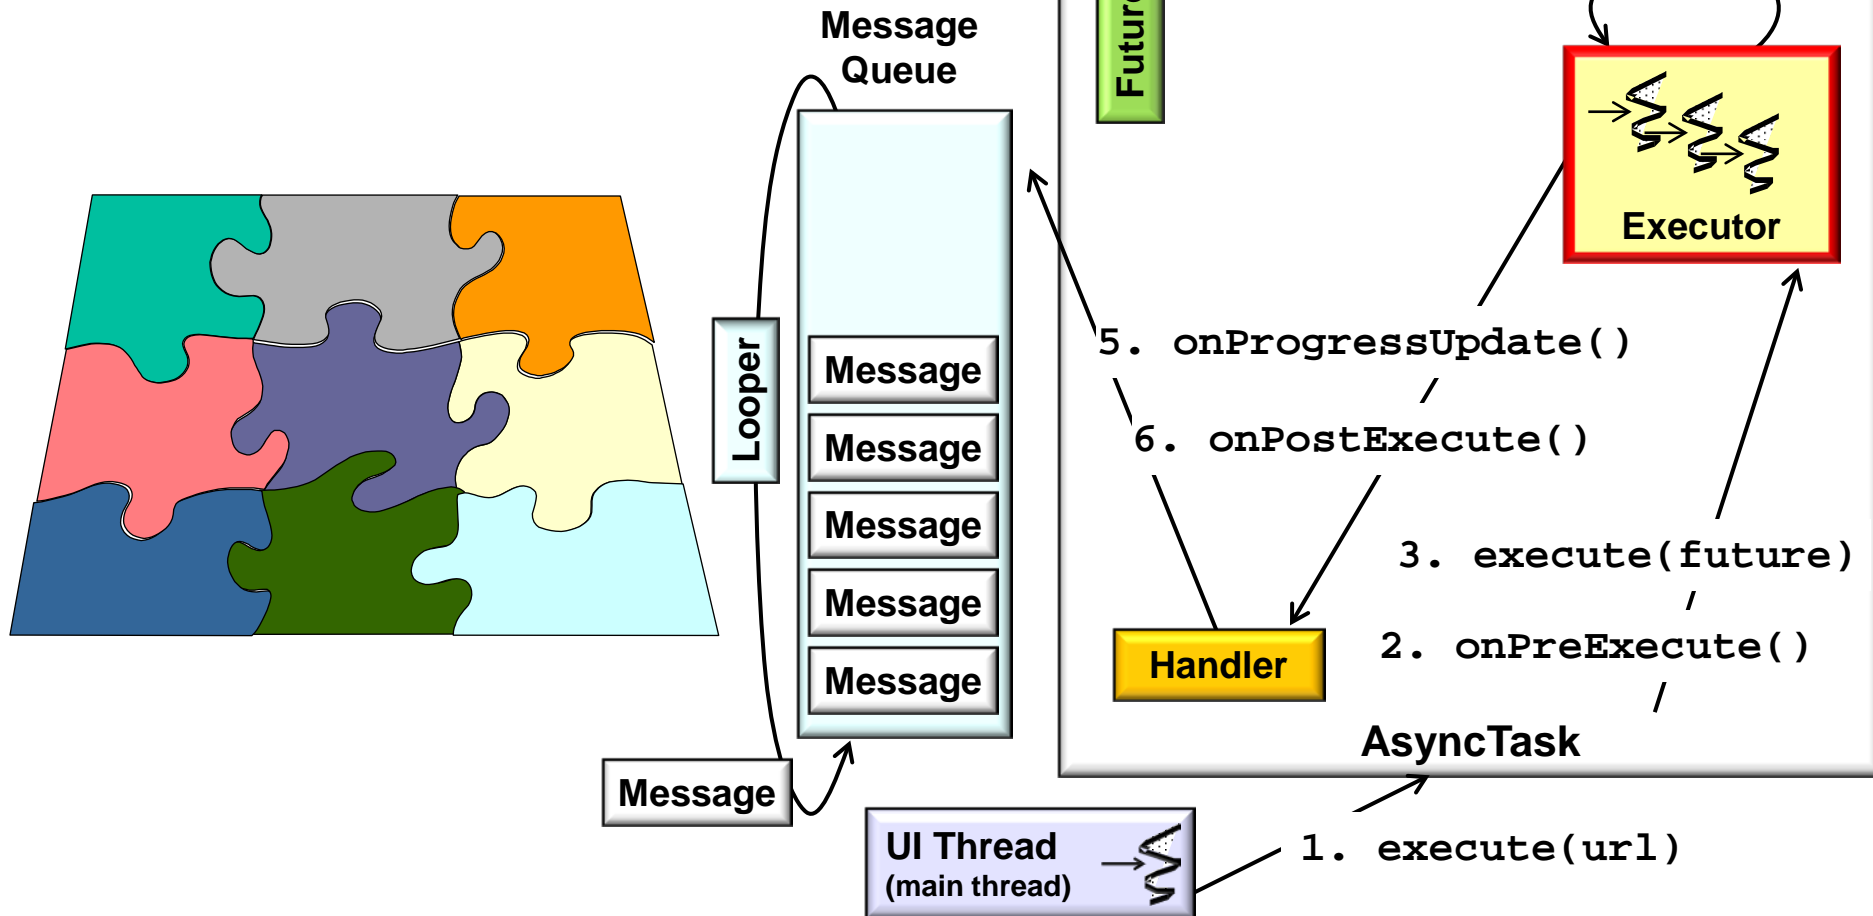 Message
Queue
Future
Executor
Looper
Message
Message
Message
Message
Message
Message
5. onProgressUpdate()
6. onPostExecute()
3. execute(future)
2. onPreExecute()
Handler
AsyncTask
UI Thread
(main thread)
1. execute(url)